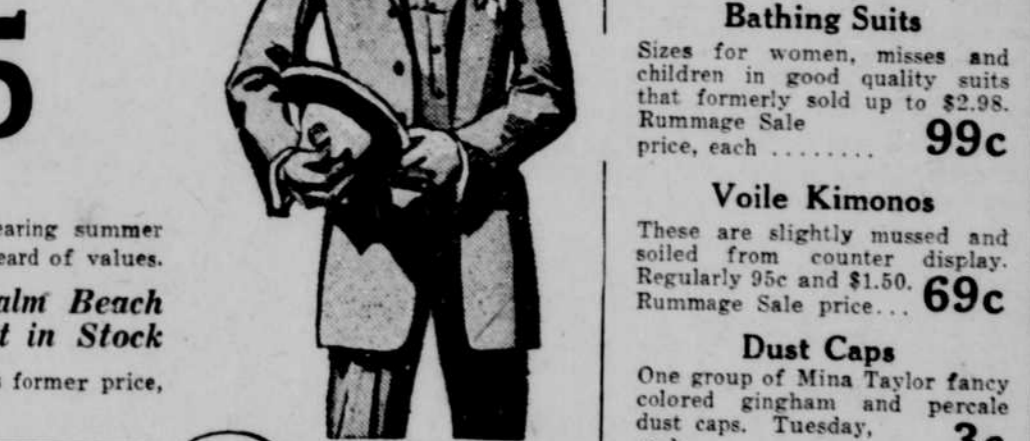 5
earing summer
eard of values.
alm Beach
t in Stock
former price,
Bathing Suits
Sizes for women, misses and
children in good quality suits
that formerly sold up to $2.98.
Rummage Sale
price, each ........ 99c
Voile Kimonos
These are slightly mussed and
soiled from counter display.
Regularly 95c and $1.50.
Rummage Sale price... 69c
Dust Caps
One group of Mina Taylor fancy
colored gingham and percale
dust caps. Tuesday,